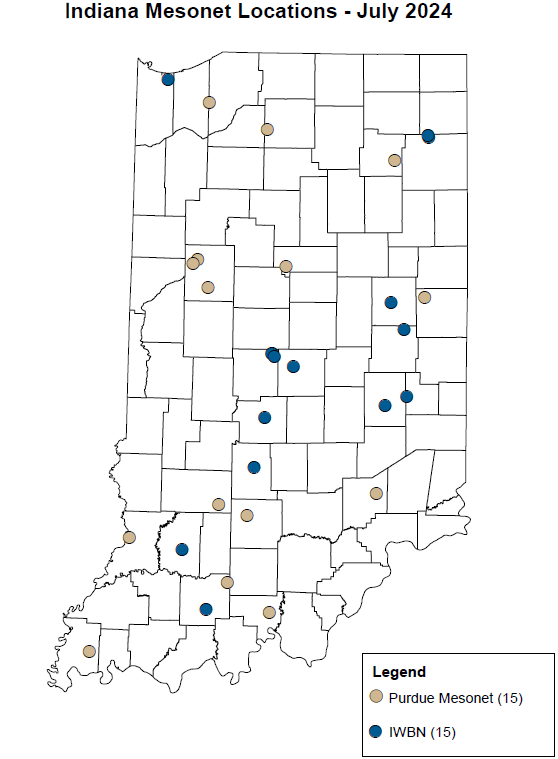 Indiana Mesonet Locations - July 2024
Legend
Purdue Mesonet (15)
IWBN (15)